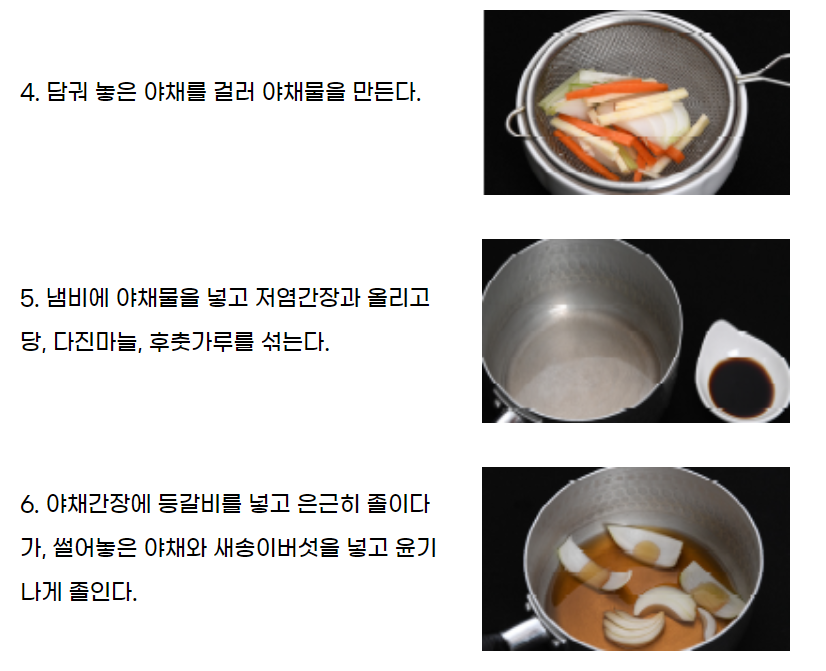 4. 담궈 놓은 야채를 걸러 야채물을 만든다.
5. 냄비에 야채물을 넣고 저염간장과 올리고
당, 다진마늘, 후춧가루를 섞는다.
6. 야채간장에 등갈비를 넣고 은근히 졸이다
가, 썰어놓은 야채와 새송이버섯을 넣고 윤기
나게 졸인다.